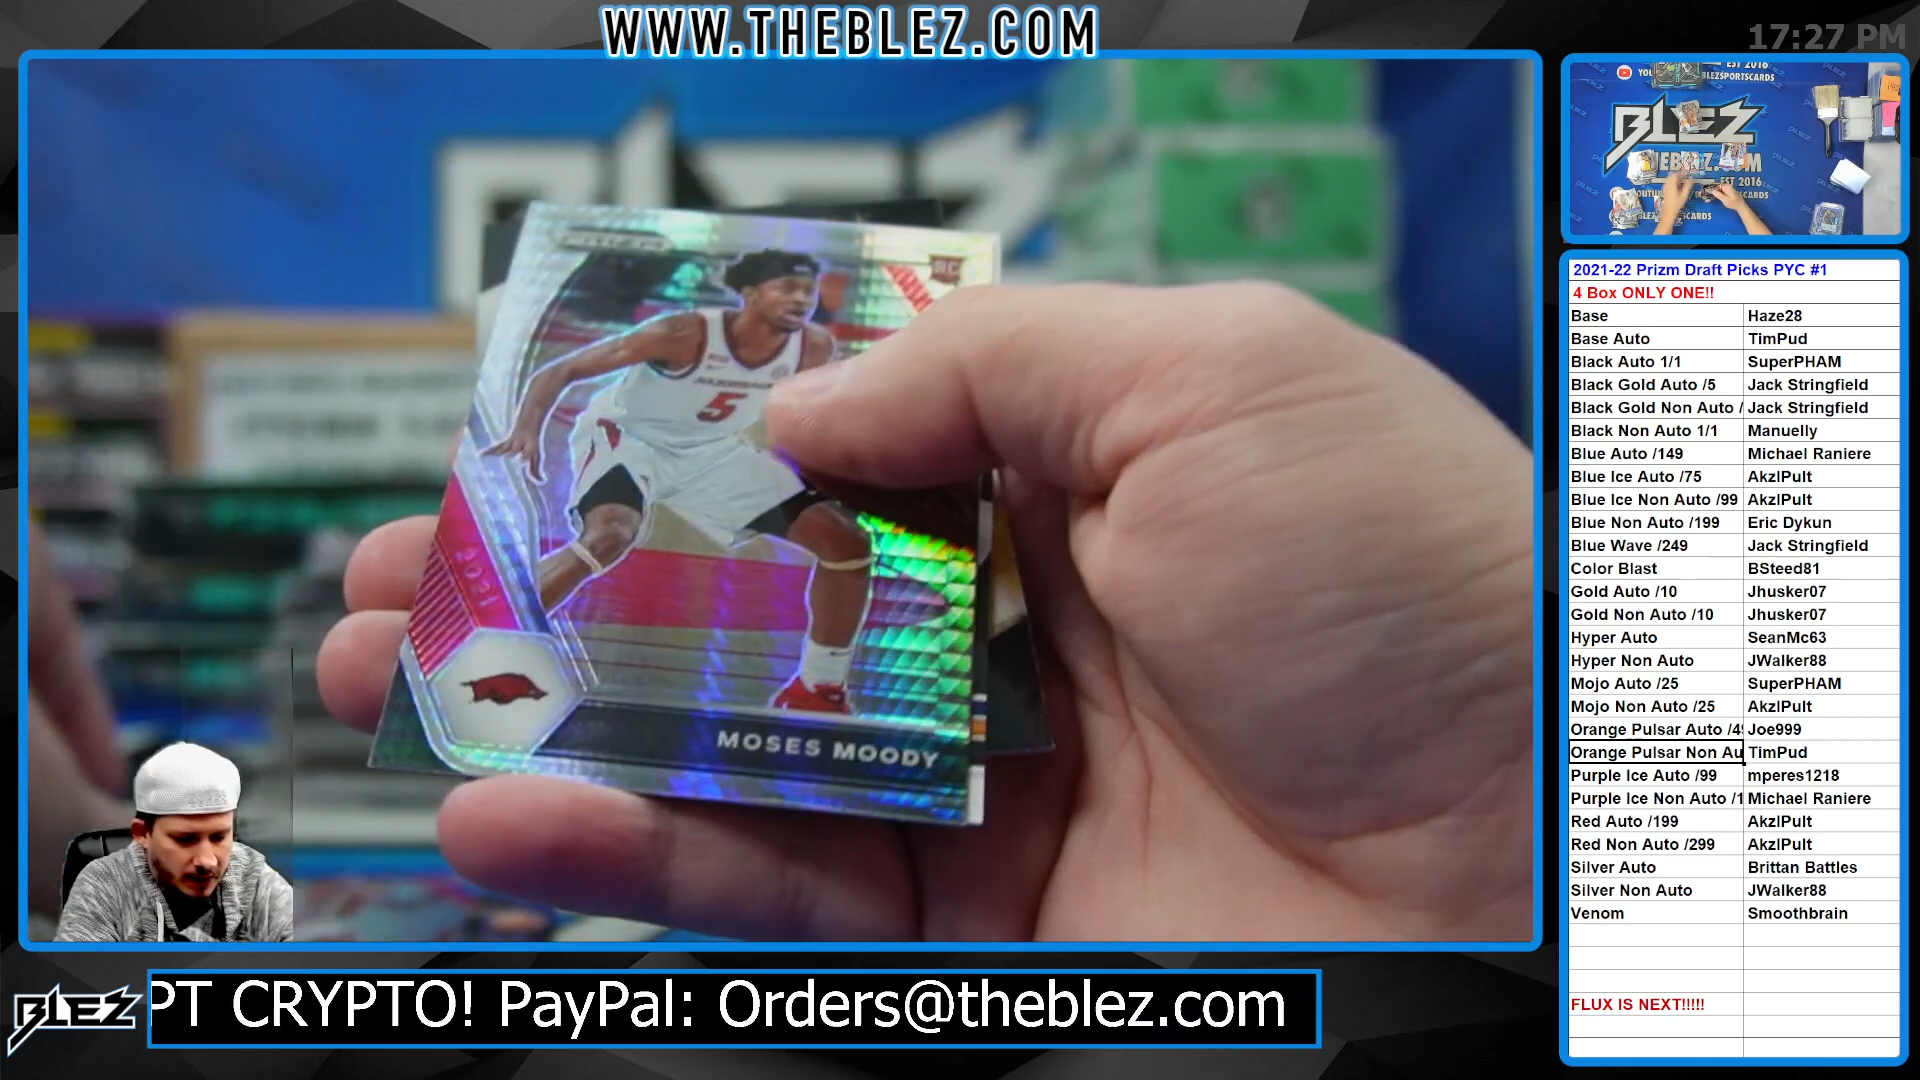 WWW.THEBLEZ.COM
17:27 PM
PRIZM
RC
RAZORBACKS
5
2021
MOSES MOODY
BLEZ
THEBLEZ.COM
EST 2016
BLEZSPORTSCARDS
2021-22 Prizm Draft Picks PYC #1
4 Box ONLY ONE!!
Base Haze28
Base Auto TimPud
Black Auto 1/1 SuperPHAM
Black Gold Auto /5 Jack Stringfield
Black Gold Non Auto / Jack Stringfield
Black Non Auto 1/1 Manuelly
Blue Auto /149 Michael Raniere
Blue Ice Auto /75 AkzlPult
Blue Ice Non Auto /99 AkzlPult
Blue Non Auto /199 Eric Dykun
Blue Wave /249 Jack Stringfield
Color Blast BSteed81
Gold Auto /10 Jhusker07
Gold Non Auto /10 Jhusker07
Hyper Auto SeanMc63
Hyper Non Auto JWalker88
Mojo Auto /25 SuperPHAM
Mojo Non Auto /25 AkzlPult
Orange Pulsar Auto /49 Joe999
Orange Pulsar Non Au TimPud
Purple Ice Auto /99 mperes1218
Purple Ice Non Auto /1 Michael Raniere
Red Auto /199 AkzlPult
Red Non Auto /299 AkzlPult
Silver Auto Brittan Battles
Silver Non Auto JWalker88
Venom Smoothbrain
FLUX IS NEXT!!!!!
BLEZ
PT CRYPTO! PayPal: Orders@theblez.com